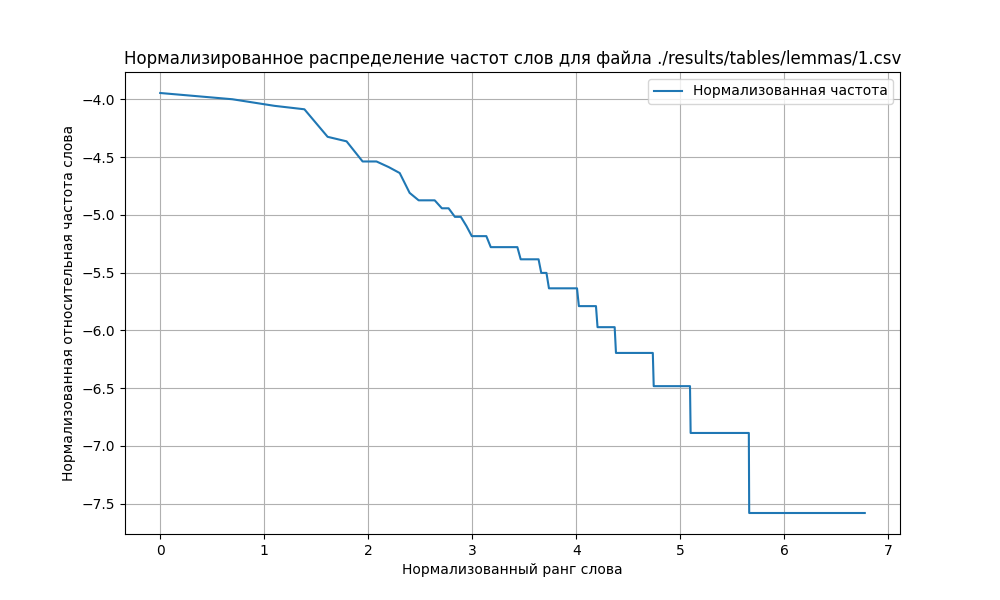 Нормализированное распределение частот слов для файла ./results/tables/lemmas/1.csv
Нормализованная частота
Нормализованная относительная частота слова
−4.0
−4.5
−5.0
−5.5
−6.0
−6.5
−7.0
−7.5
0 1 2 3 4 5 6 7
Нормализованный ранг слова